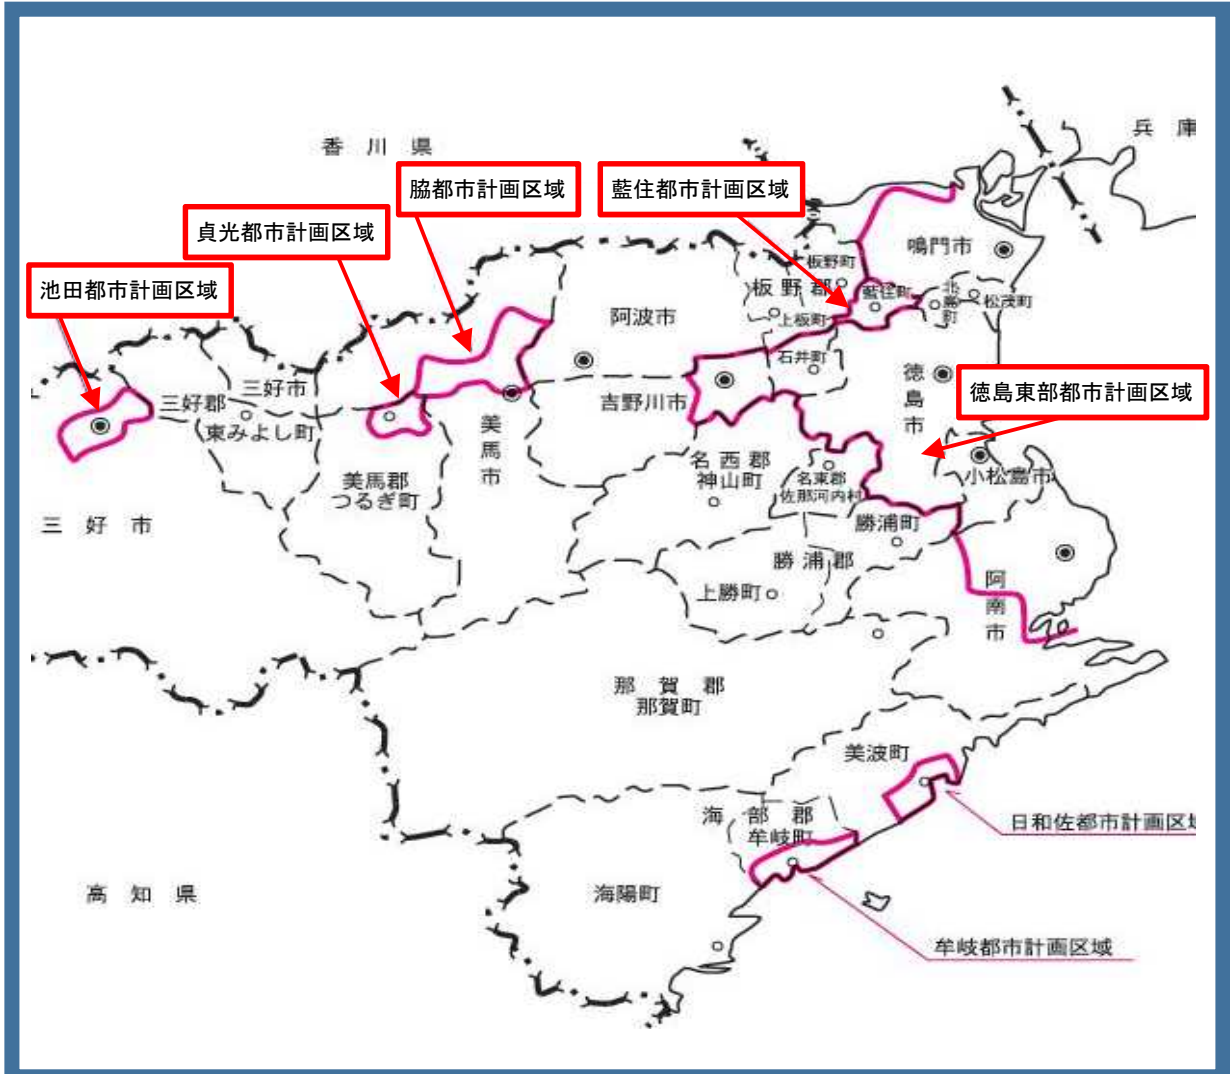 兵庫
香川県
脇都市計画区域
藍住都市計画区域
貞光都市計画区域
池田都市計画区域
鳴門市
板野町
板野郡
藍住町
北島町
松茂町
上板町
阿波市
石井町
三好市
三好郡
東みよし町
吉野川市
徳島市
徳島東部都市計画区域
美馬市
美馬郡
つるぎ町
名西郡
神山町
名東郡
佐那河内村
小松島市
三好市
勝浦町
勝浦郡
上勝町
阿南市
那賀郡
那賀町
美波町
海部郡
牟岐町
日和佐都市計画区域
高知県
海陽町
牟岐都市計画区域